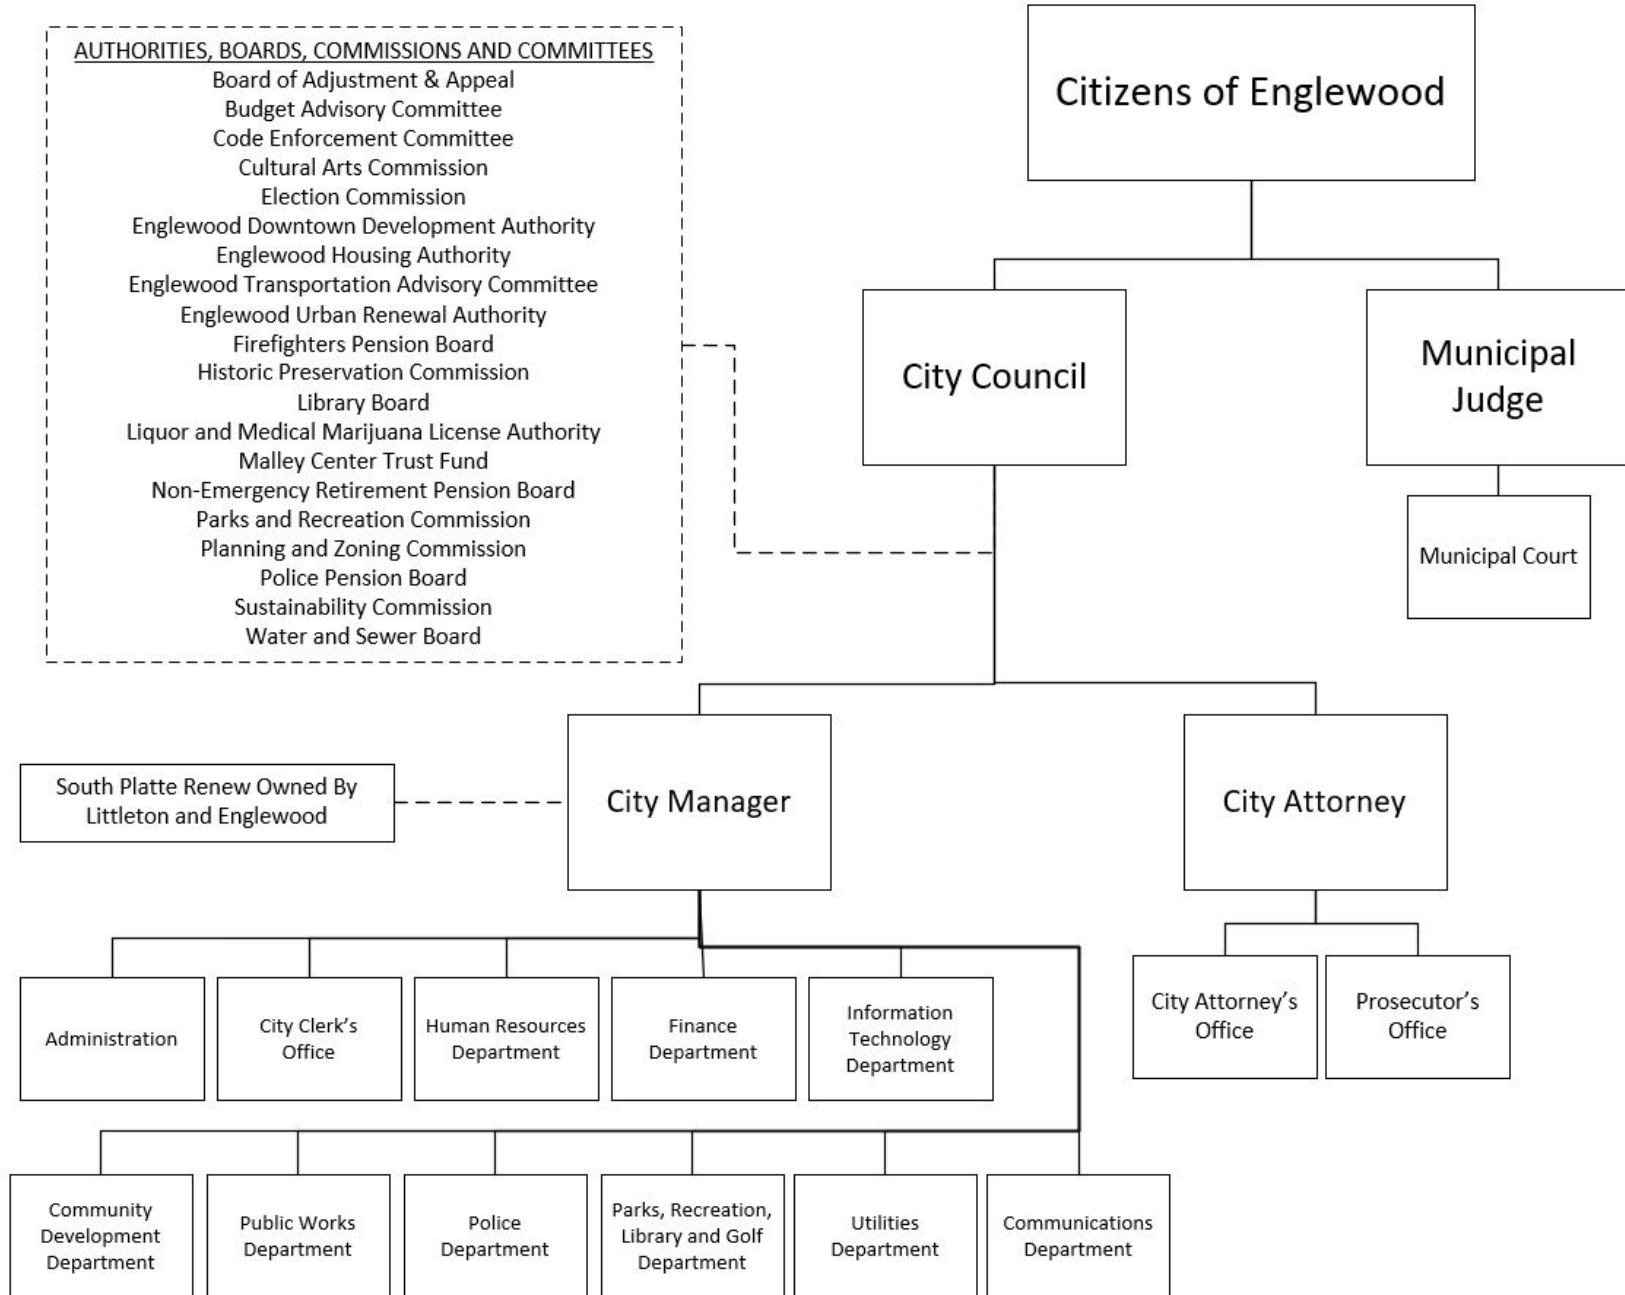 AUTHORITIES, BOARDS, COMMISSIONS AND COMMITTEES
Board of Adjustment & Appeal
Budget Advisory Committee
Code Enforcement Committee
Cultural Arts Commission
Election Commission
Englewood Downtown Development Authority
Englewood Housing Authority
Englewood Transportation Advisory Committee
Englewood Urban Renewal Authority
Firefighters Pension Board
Historic Preservation Commission
Library Board
Liquor and Medical Marijuana License Authority
Malley Center Trust Fund
Non-Emergency Retirement Pension Board
Parks and Recreation Commission
Planning and Zoning Commission
Police Pension Board
Sustainability Commission
Water and Sewer Board
Citizens of Englewood
City Council
Municipal
Judge
Municipal Court
South Platte Renew Owned By
Littleton and Englewood
City Manager
City Attorney
Administration
City Clerk’s
Office
Human Resources
Department
Finance
Department
Information
Technology
Department
City Attorney’s
Office
Prosecutor’s
Office
Community
Development
Department
Public Works
Department
Police
Department
Parks, Recreation,
Library and Golf
Department
Utilities
Department
Communications
Department